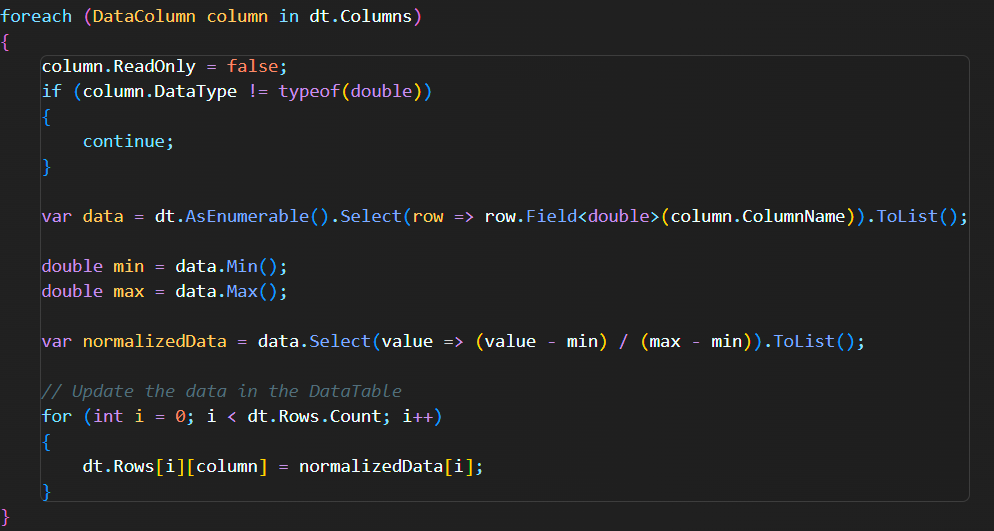 foreach (DataColumn column in dt.Columns)
{
    column.ReadOnly = false;
    if (column.DataType != typeof(double))
    {
        continue;
    }

    var data = dt.AsEnumerable().Select(row => row.Field<double>(column.ColumnName)).ToList();

    double min = data.Min();
    double max = data.Max();

    var normalizedData = data.Select(value => (value - min) / (max - min)).ToList();

    // Update the data in the DataTable
    for (int i = 0; i < dt.Rows.Count; i++)
    {
        dt.Rows[i][column] = normalizedData[i];
    }
}